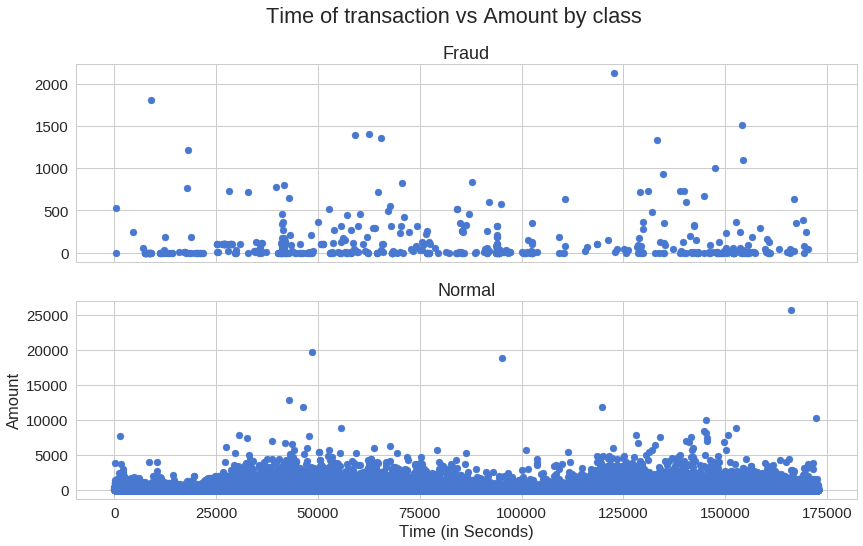 Time of transaction vs Amount by class
Fraud
2000
1500
1000
500
0
Normal
25000
20000
15000
10000
5000
0
Amount
0 25000 50000 75000 100000 125000 150000 175000
Time (in Seconds)